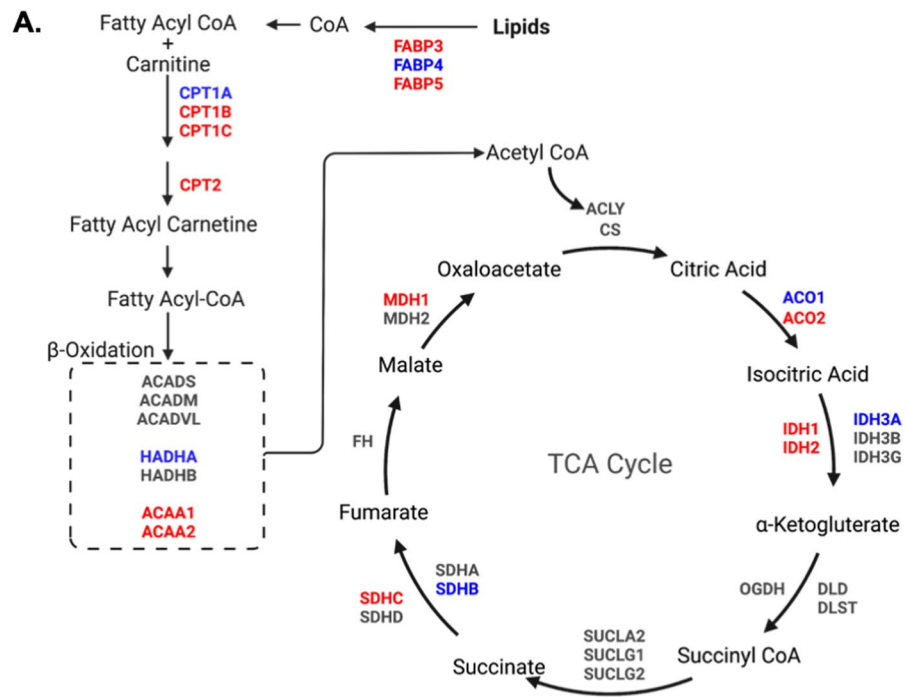 A.
Fatty Acyl CoA
CoA
Lipids
+
Carnitine
FABP3
FABP4
FABP5
CPT1A
CPT1B
CPT1C
CPT2
Fatty Acyl Carnetine
Fatty Acyl-CoA
β-Oxidation
ACADS
ACADM
ACADVL
HADHA
HADHB
ACAA1
ACAA2
Acetyl CoA
ACLY
CS
Oxaloacetate
Citric Acid
ACO1
ACO2
Isocitric Acid
IDH1
IDH2
IDH3A
IDH3B
IDH3G
TCA Cycle
α-Ketogluterate
OGDH
DLD
DLST
Succinyl CoA
SUCLA2
SUCLG1
SUCLG2
Succinate
SDHA
SDHB
SDHC
SDHD
Fumarate
FH
Malate
MDH1
MDH2